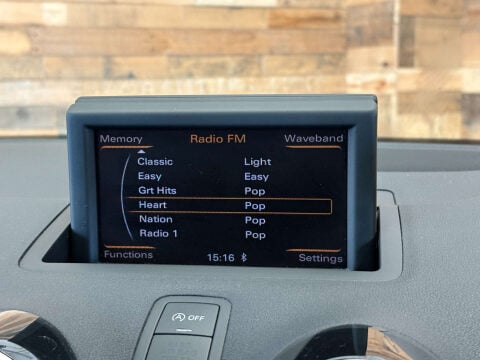 Memory Radio FM Waveband
Classic Light
Easy Easy
Grt Hits Pop
Heart Pop
Nation Pop
Radio 1 Pop
Functions 15:16 Settings
A OFF